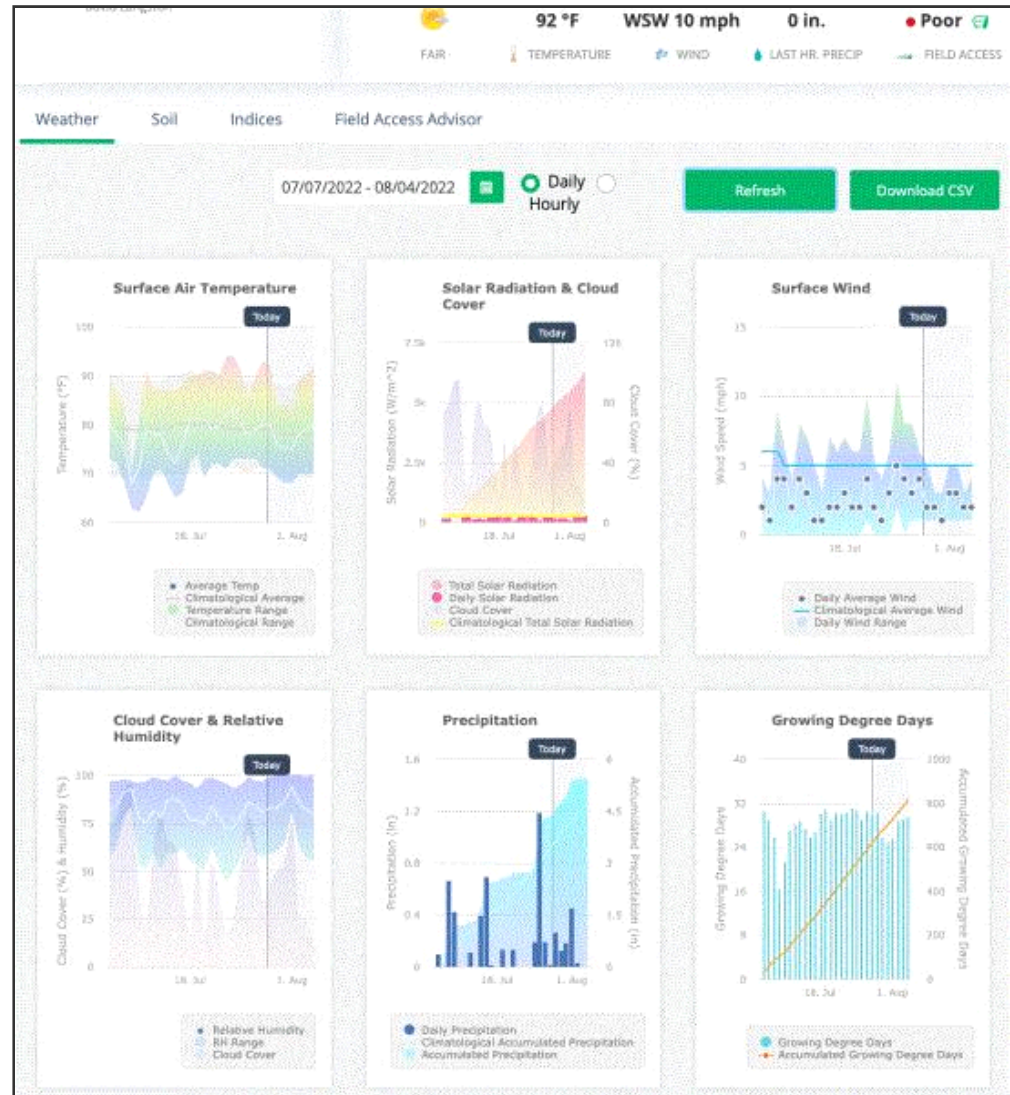 92 °F WSW 10 mph 0 in. Poor
FAIR TEMPERATURE WIND LAST HR. PRECIP FIELD ACCESS
Weather Soil Indices Field Access Advisor
07/07/2022 - 08/04/2022
Daily
Hourly
Refresh
Download CSV
Surface Air Temperature
Today
100
90
80
70
60
Temperature (°F)
18. Jul 1. Aug
Average Temp
Climatological Average
Temperature Range
Climatological Range
Solar Radiation & Cloud
Cover
Today
7.5k
5k
2.5k
0
Solar Radiation (W/m^2)
120
80
40
0
Cloud Cover (%)
18. Jul 1. Aug
Total Solar Radiation
Daily Solar Radiation
Cloud Cover
Climatological Total Solar Radiation
Surface Wind
Today
15
10
5
0
Wind Speed (mph)
18. Jul 1. Aug
Daily Average Wind
Climatological Average Wind
Daily Wind Range
Cloud Cover & Relative
Humidity
Today
100
75
50
25
0
Cloud Cover (%) & Humidity (%)
18. Jul 1. Aug
Relative Humidity
RH Range
Cloud Cover
Precipitation
Today
1.6
1.2
0.8
0.4
0
Precipitation (in)
6
4.5
3
1.5
0
Accumulated Precipitation (in)
18. Jul 1. Aug
Daily Precipitation
Climatological Accumulated Precipitation
Accumulated Precipitation
Growing Degree Days
Today
40
32
24
16
8
0
Growing Degree Days
1000
800
600
400
200
0
Accumulated Growing Degree Days
18. Jul 1. Aug
Growing Degree Days
Accumulated Growing Degree Days